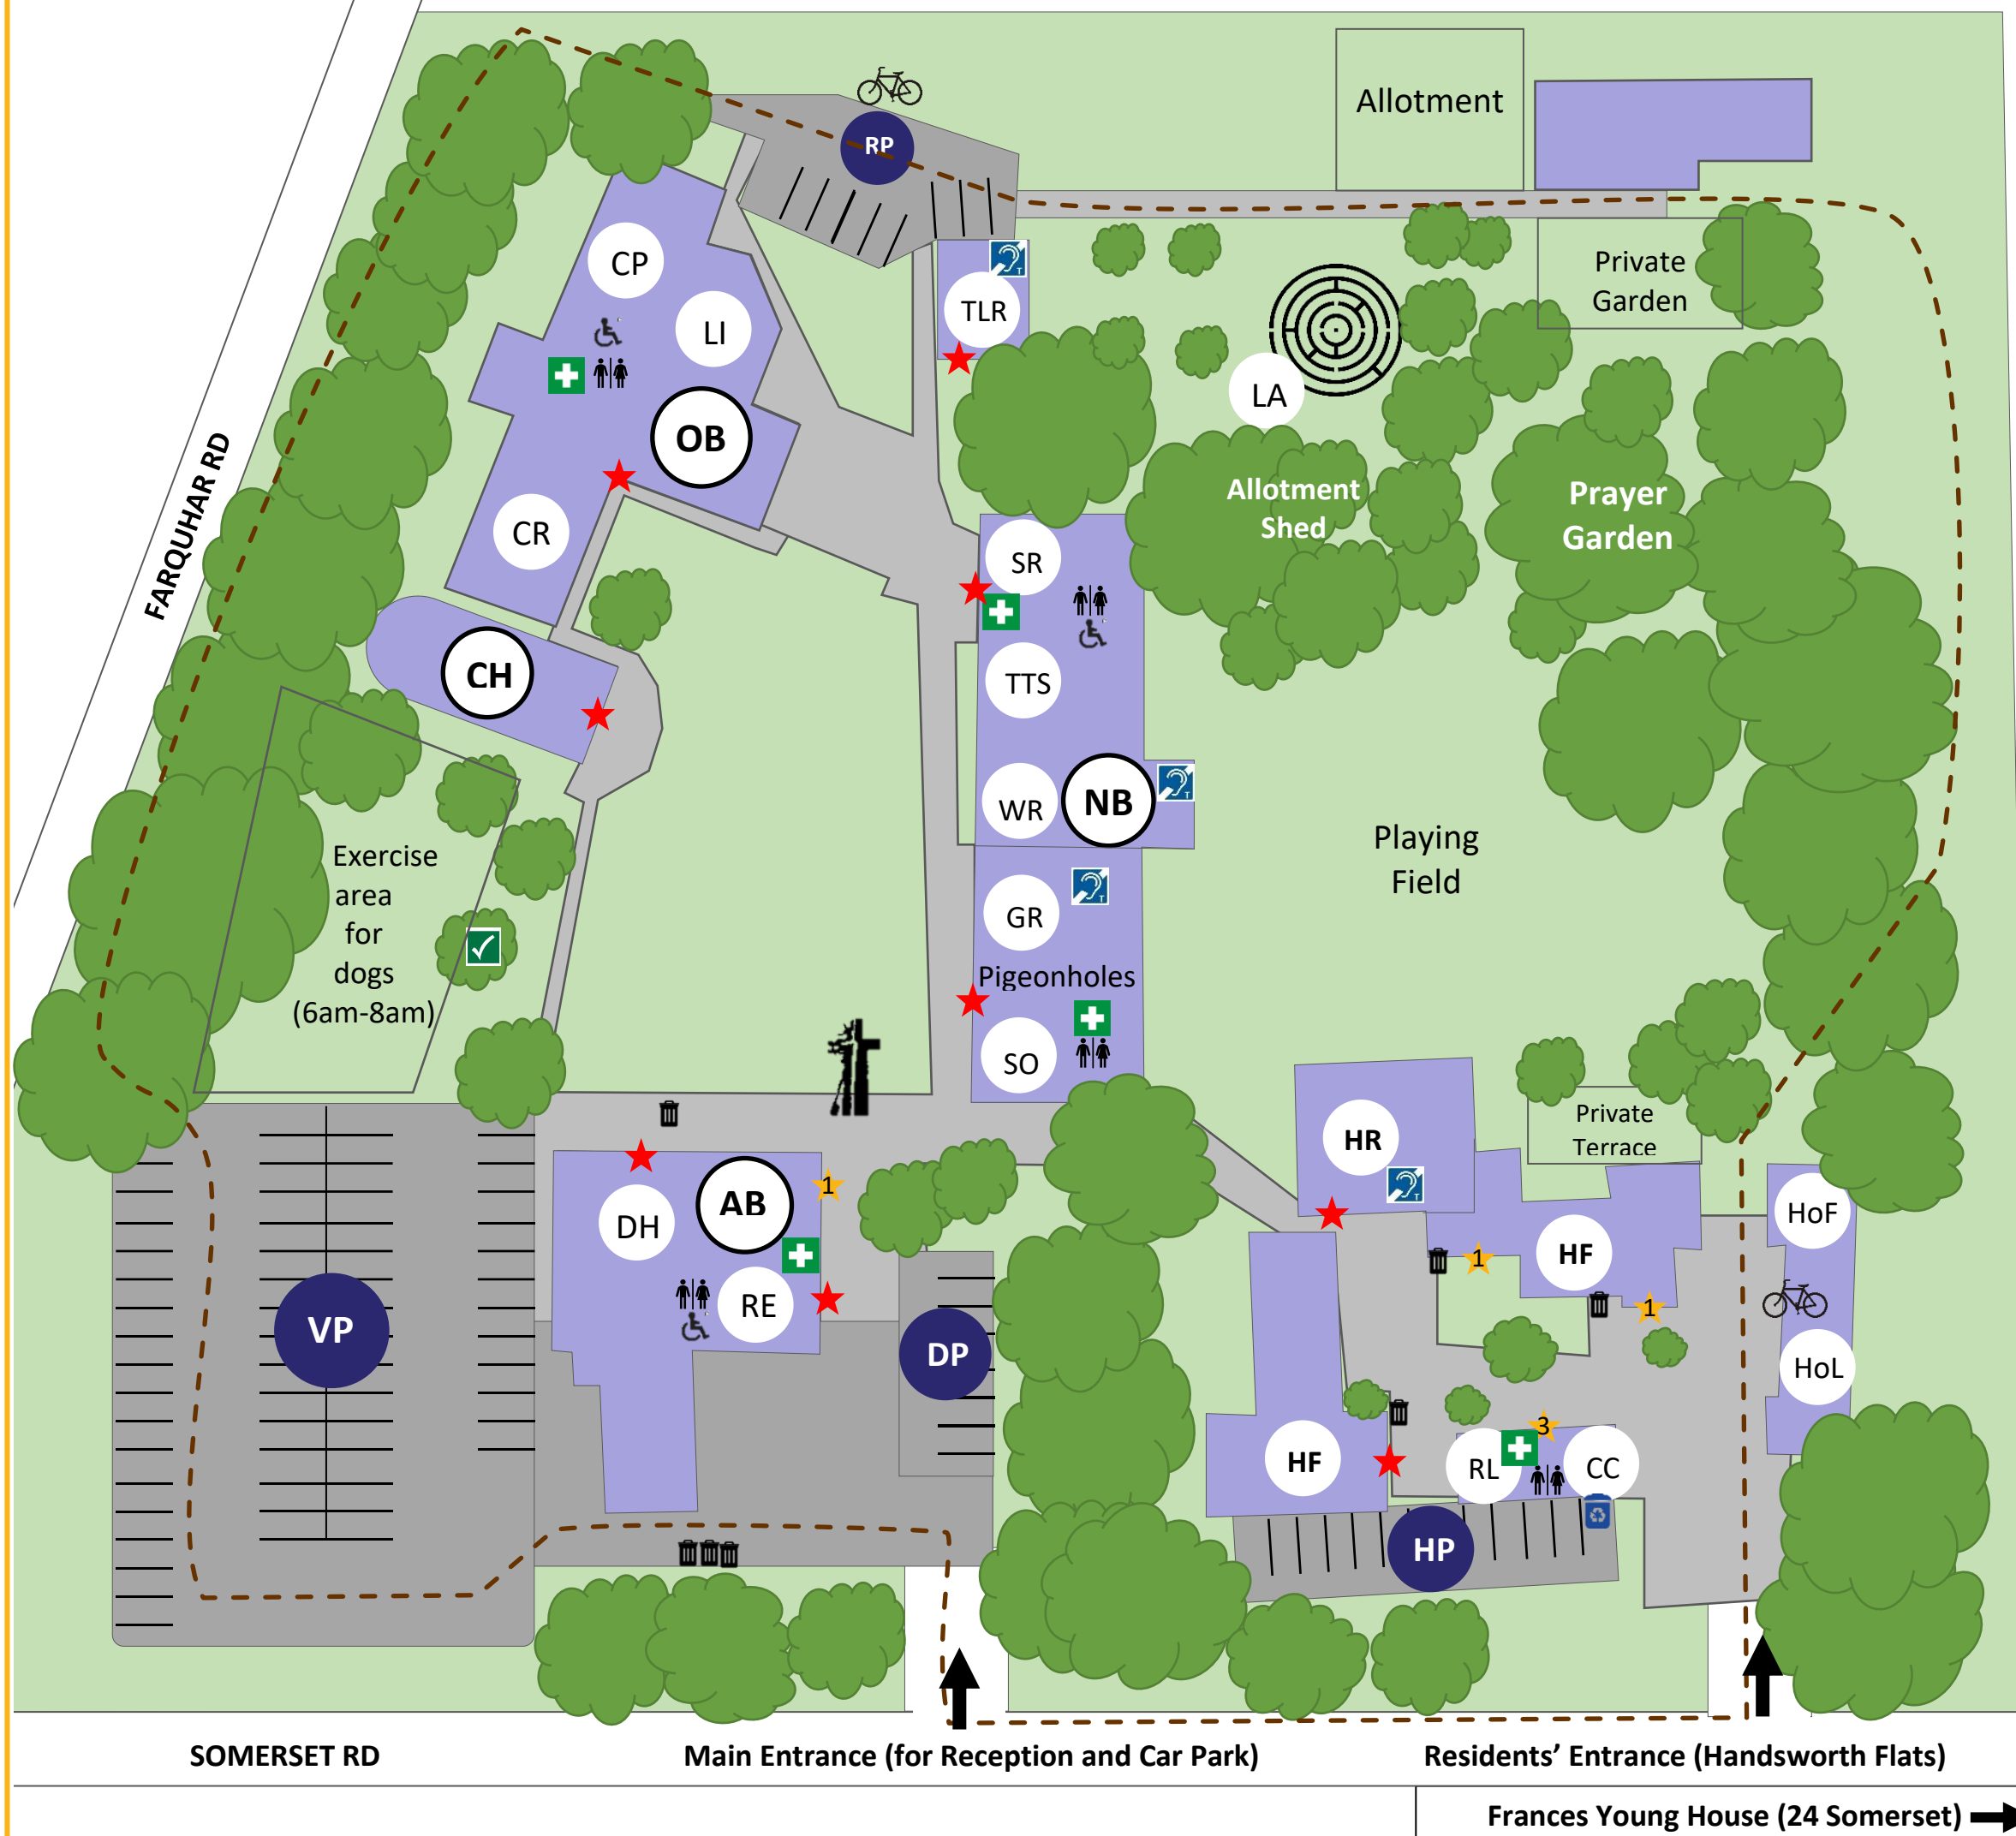 Allotment
RP
CP
LI
TLR
Private
Garden
LA
OB
FARQUHAR RD
CR
SR
Allotment
Shed
Prayer
Garden
CH
TTS
WR
NB
Playing
Field
Exercise
area
for
dogs
(6am-8am)
GR
Pigeonholes
SO
HR
Private
Terrace
AB
1
DH
RE
HoF
HF
1
1
VP
DP
HoL
3
HF
RL
CC
HP
SOMERSET RD
Main Entrance (for Reception and Car Park)
Residents’ Entrance (Handsworth Flats)
Frances Young House (24 Somerset)